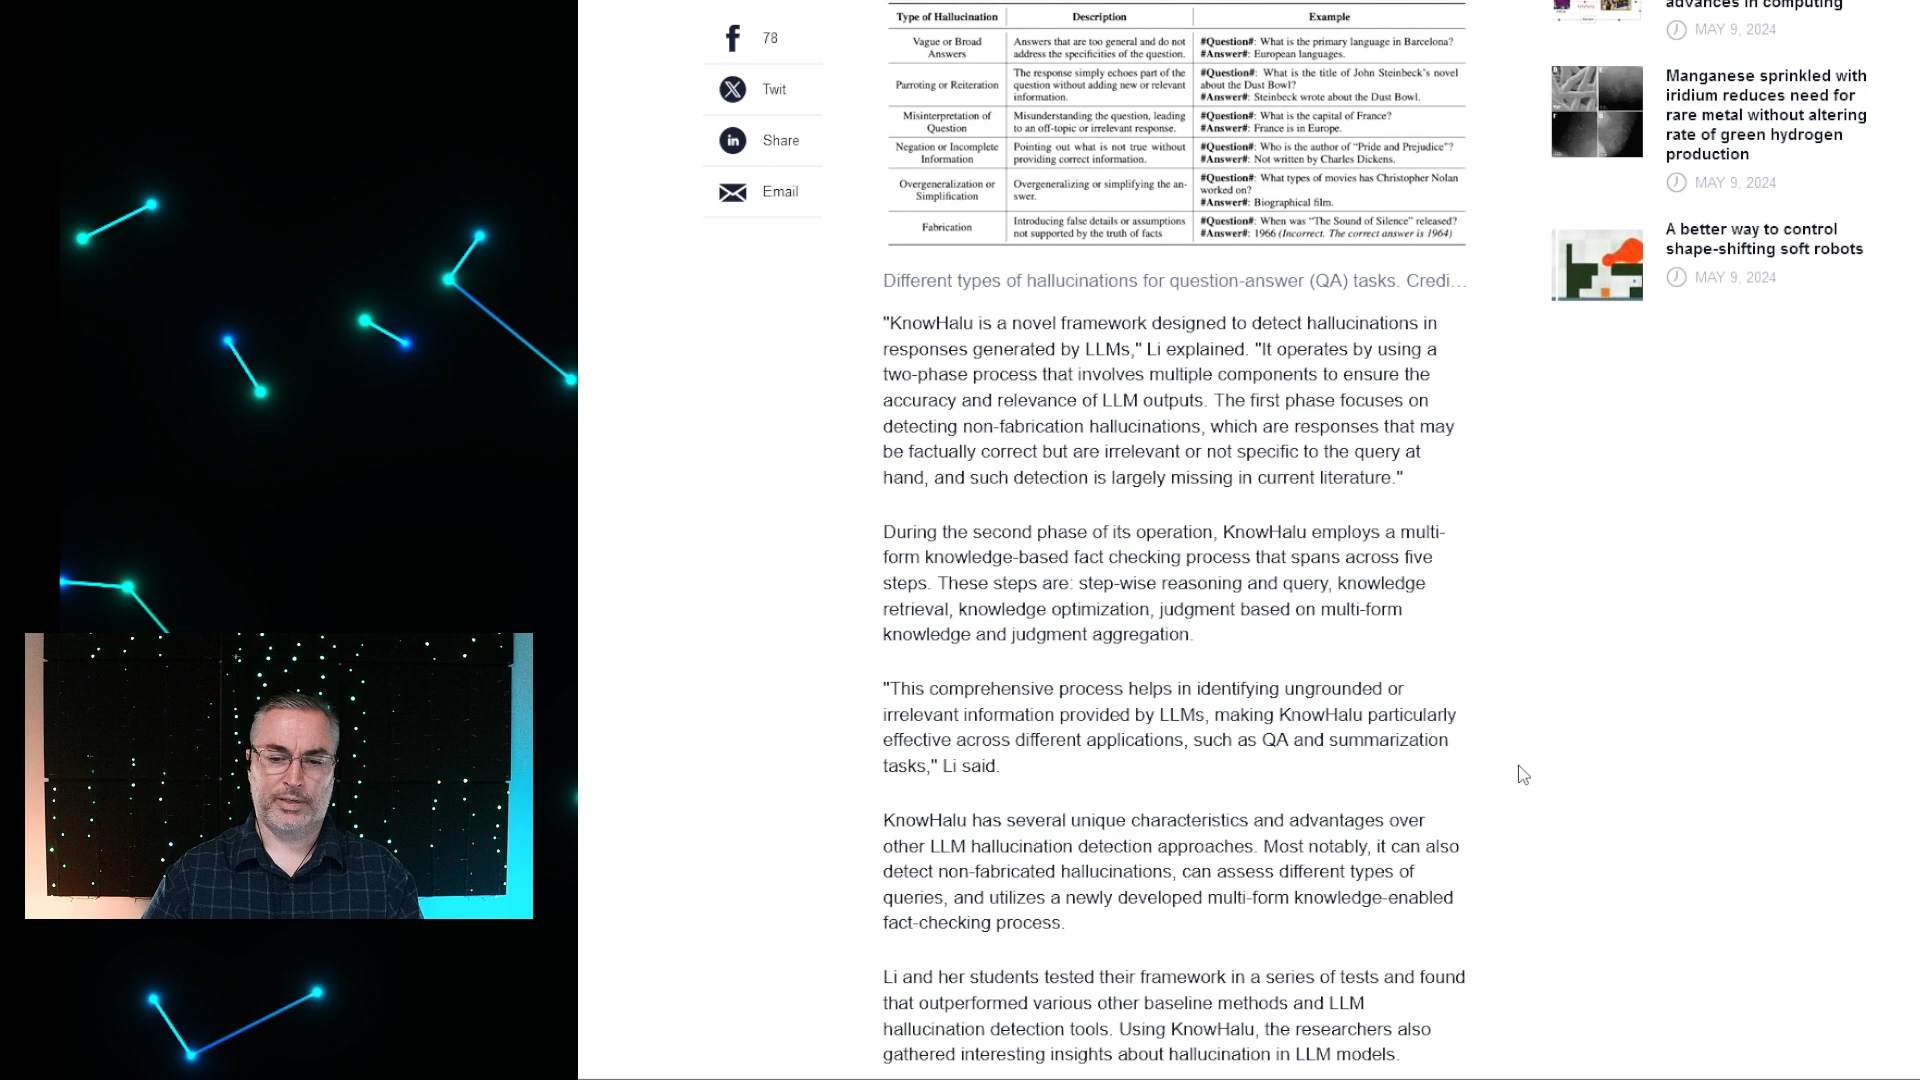 78
Twit
Share
Email
Type of Hallucination Description Example
Vague or Broad Answers
Answers that are too general and do not
address the specificities of the question.
#Question#: What is the primary language in Barcelona?
#Answer#: European languages.
Parroting or Reiteration
The response simply echoes part of the
question without adding new or relevant
information.
#Question#: What is the title of John Steinbeck's novel
about the Dust Bowl?
#Answer#: Steinbeck wrote about the Dust Bowl.
Misinterpretation of
Question
Misunderstanding the question, leading
to an off-topic or irrelevant response.
#Question#: What is the capital of France?
#Answer#: France is in Europe.
Negation or Incomplete
Information
Pointing out what is not true without
providing correct information.
#Question#: Who is the author of "Pride and Prejudice"?
#Answer#: Not written by Charles Dickens.
Overgeneralization or
Simplification
Overgeneralizing or simplifying the an-
swer.
#Question#: What types of movies has Christopher Nolan
worked on?
#Answer#: Biographical film.
Fabrication
Introducing false details or assumptions
not supported by the truth of facts
#Question#: When was "The Sound of Silence" released?
#Answer#: 1966 (Incorrect. The correct answer is 1964)
Different types of hallucinations for question-answer (QA) tasks. Credi...
"KnowHalu is a novel framework designed to detect hallucinations in
responses generated by LLMs," Li explained. "It operates by using a
two-phase process that involves multiple components to ensure the
accuracy and relevance of LLM outputs. The first phase focuses on
detecting non-fabrication hallucinations, which are responses that may
be factually correct but are irrelevant or not specific to the query at
hand, and such detection is largely missing in current literature."
During the second phase of its operation, KnowHalu employs a multi-
form knowledge-based fact checking process that spans across five
steps. These steps are: step-wise reasoning and query, knowledge
retrieval, knowledge optimization, judgment based on multi-form
knowledge and judgment aggregation.
"This comprehensive process helps in identifying ungrounded or
irrelevant information provided by LLMs, making KnowHalu particularly
effective across different applications, such as QA and summarization
tasks," Li said.
KnowHalu has several unique characteristics and advantages over
other LLM hallucination detection approaches. Most notably, it can also
detect non-fabricated hallucinations, can assess different types of
queries, and utilizes a newly developed multi-form knowledge-enabled
fact-checking process.
Li and her students tested their framework in a series of tests and found
that outperformed various other baseline methods and LLM
hallucination detection tools. Using KnowHalu, the researchers also
gathered interesting insights about hallucination in LLM models.
advances in computing
MAY 9, 2024
Manganese sprinkled with
iridium reduces need for
rare metal without altering
rate of green hydrogen
production
MAY 9, 2024
A better way to control
shape-shifting soft robots
MAY 9, 2024